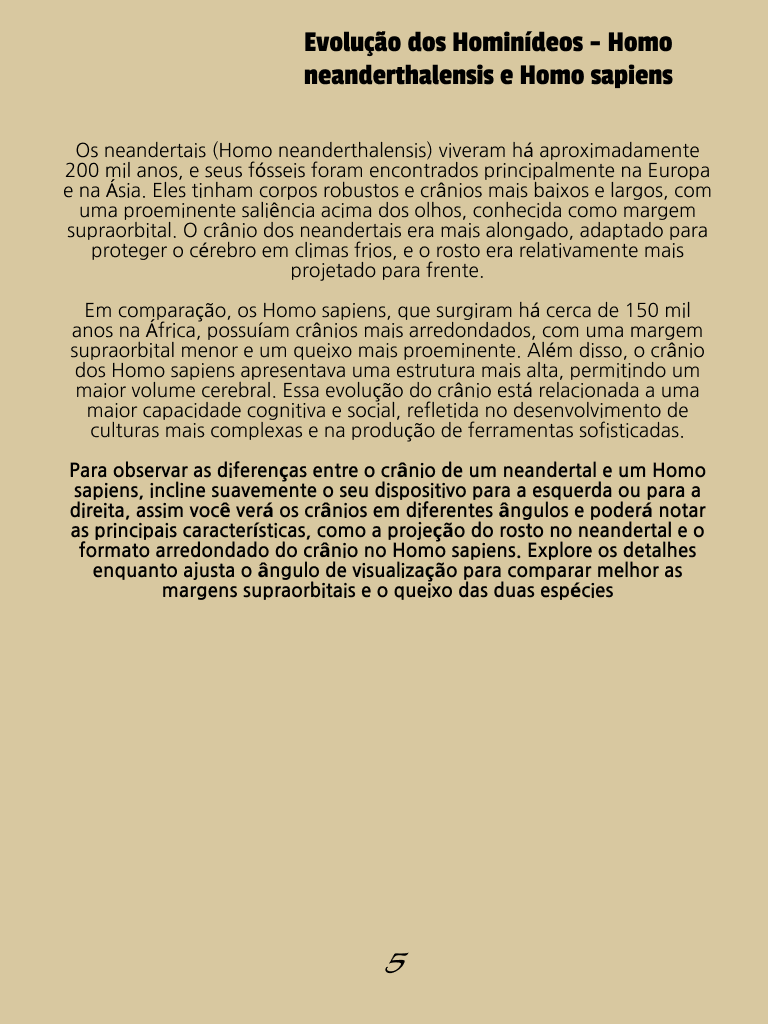 Evolução dos Hominídeos - Homo
neanderthalensis e Homo sapiens
Os neandertais (Homo neanderthalensis) viveram há aproximadamente
200 mil anos, e seus fósseis foram encontrados principalmente na Europa
e na Ásia. Eles tinham corpos robustos e crânios mais baixos e largos, com
uma proeminente saliência acima dos olhos, conhecida como margem
supraorbital. O crânio dos neandertais era mais alongado, adaptado para
proteger o cérebro em climas frios, e o rosto era relativamente mais
projetado para frente.
Em comparação, os Homo sapiens, que surgiram há cerca de 150 mil
anos na África, possuíam crânios mais arredondados, com uma margem
supraorbital menor e um queixo mais proeminente. Além disso, o crânio
dos Homo sapiens apresentava uma estrutura mais alta, permitindo um
maior volume cerebral. Essa evolução do crânio está relacionada a uma
maior capacidade cognitiva e social, refletida no desenvolvimento de
culturas mais complexas e na produção de ferramentas sofisticadas.
Para observar as diferenças entre o crânio de um neandertal e um Homo
sapiens, incline suavemente o seu dispositivo para a esquerda ou para a
direita, assim você verá os crânios em diferentes ângulos e poderá notar
as principais características, como a projeção do rosto no neandertal e o
formato arredondado do crânio no Homo sapiens. Explore os detalhes
enquanto ajusta o ângulo de visualização para comparar melhor as
margens supraorbitais e o queixo das duas espécies
5